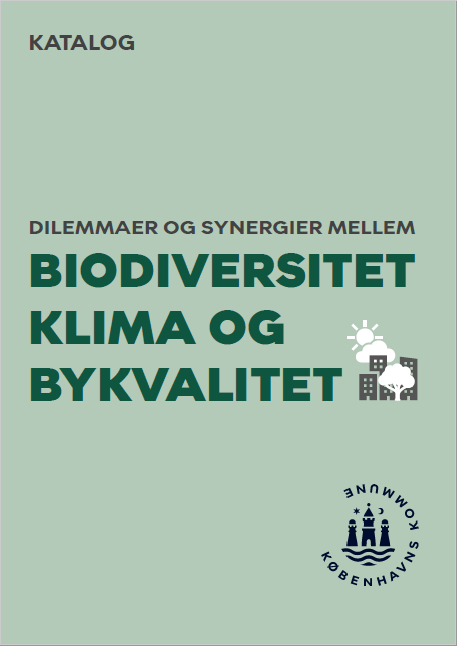 KATALOG
DILEMMAER OG SYNERGIER MELLEM
BIODIVERSITET
KLIMA OG
BYKVALITET
KØBENHAVNS KOMMUNE